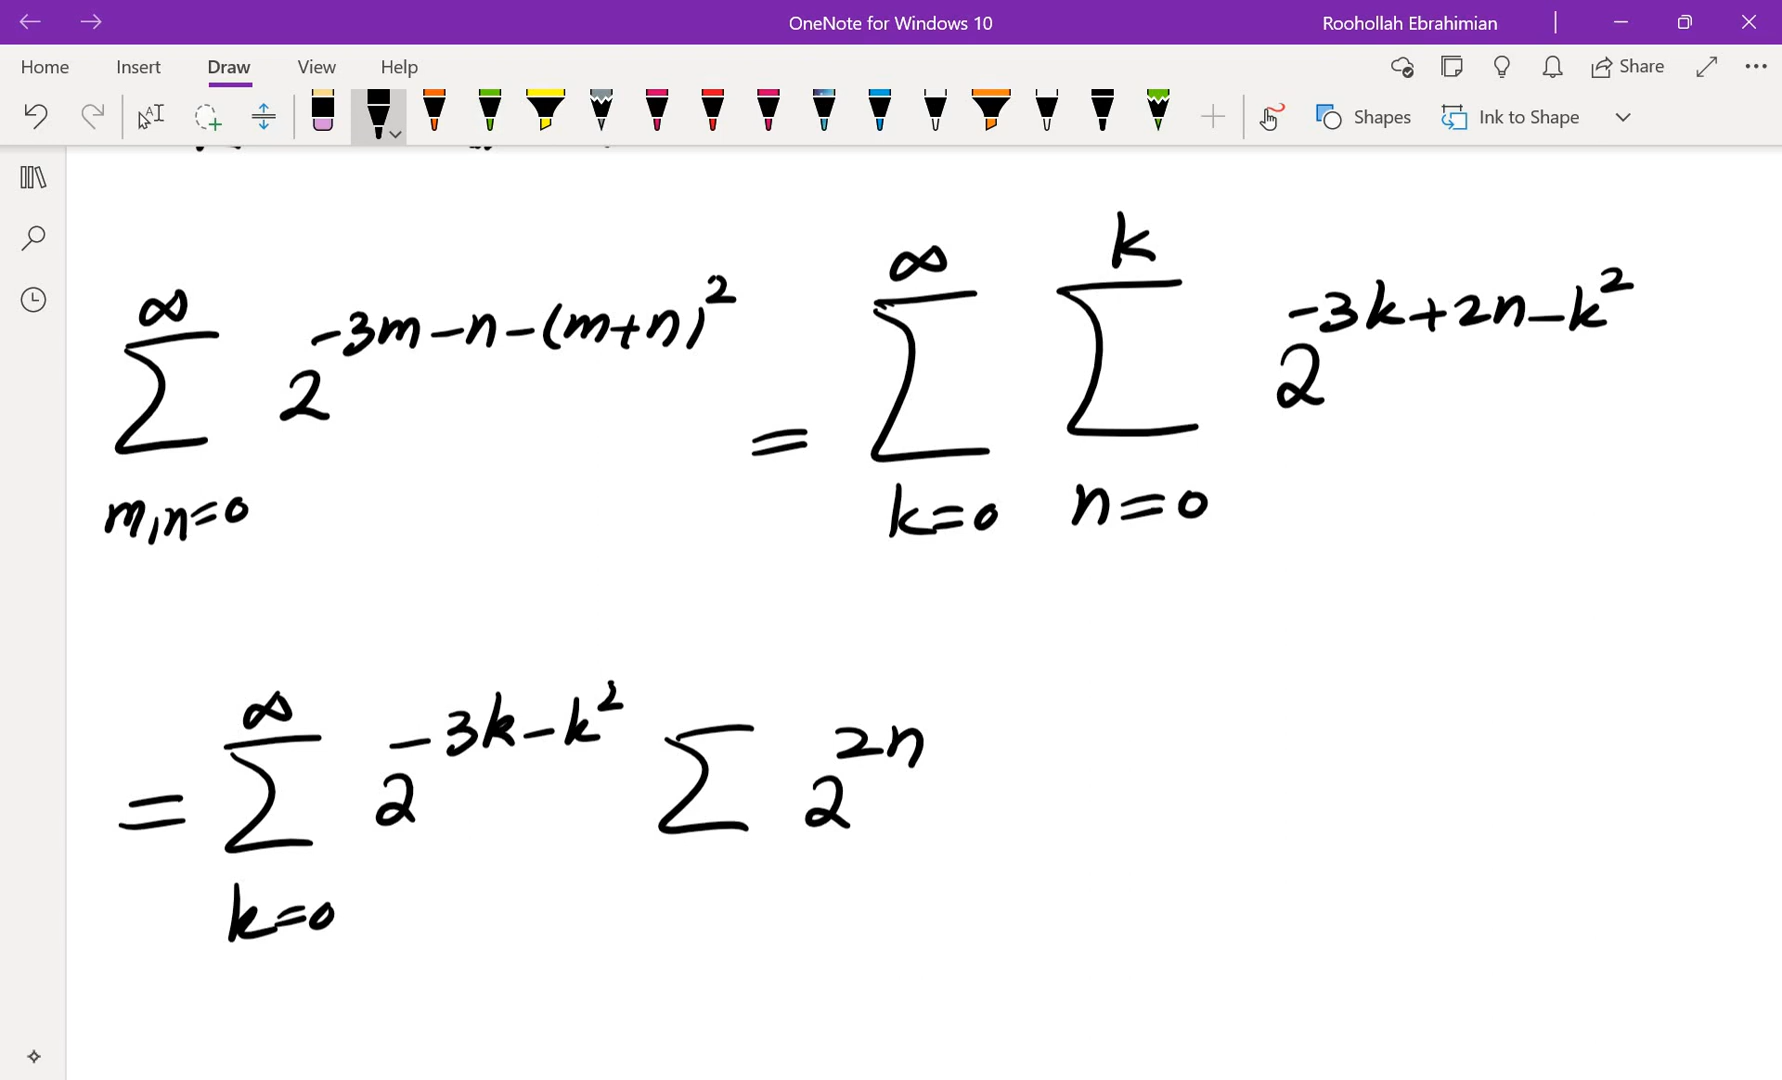 OneNote for Windows 10
Roohollah Ebrahimian
Home Insert Draw View Help
Share
Shapes Ink to Shape
∞ ∑ m,n=0 2^{-3m-n-(m+n)^2} = ∞ ∑ k=0 k ∑ n=0 2^{-3k+2n-k^2}
= ∞ ∑ k=0 2^{-3k-k^2} ∑ 2^{2n}